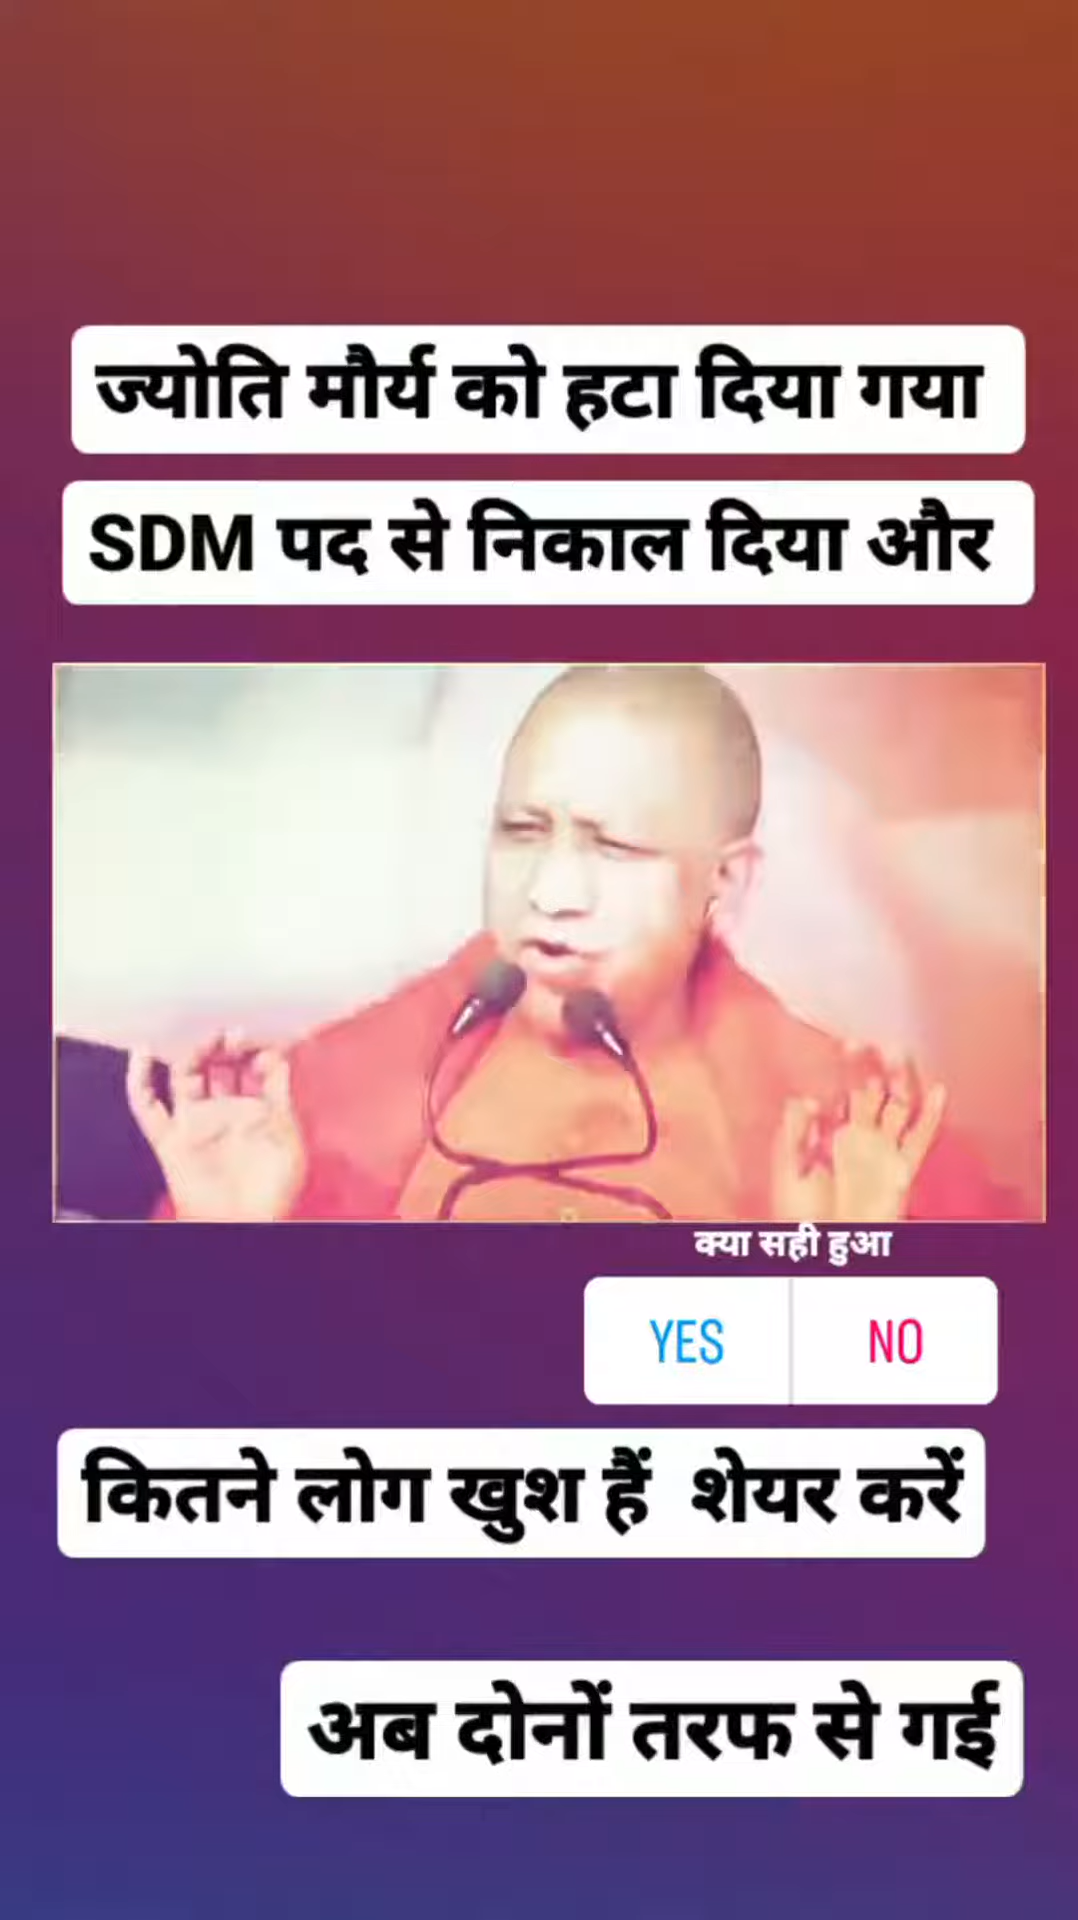 ज्योति मौर्य को हटा दिया गया
SDM पद से निकाल दिया और
क्या सही हुआ
YES NO
कितने लोग खुश हैं शेयर करें
अब दोनों तरफ से गई